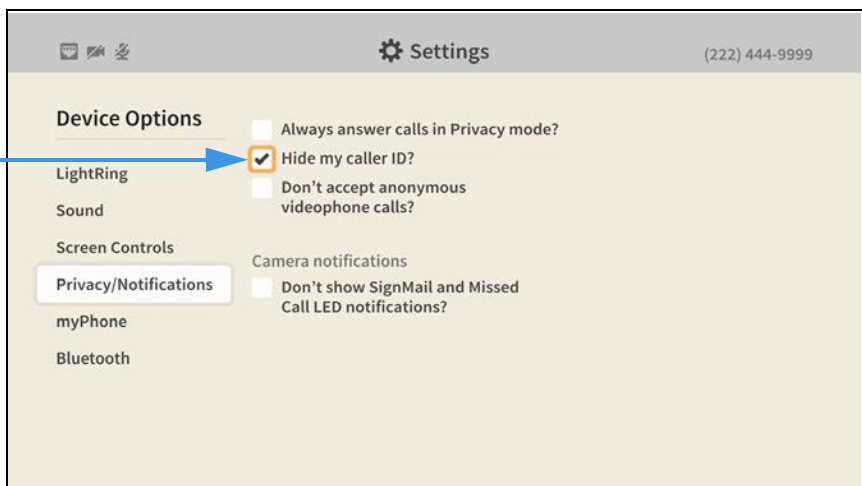 Settings
(222) 444-9999
Device Options
LightRing
Sound
Screen Controls
Privacy/Notifications
myPhone
Bluetooth
Always answer calls in Privacy mode?
Hide my caller ID?
Don't accept anonymous
videophone calls?
Camera notifications
Don't show SignMail and Missed
Call LED notifications?